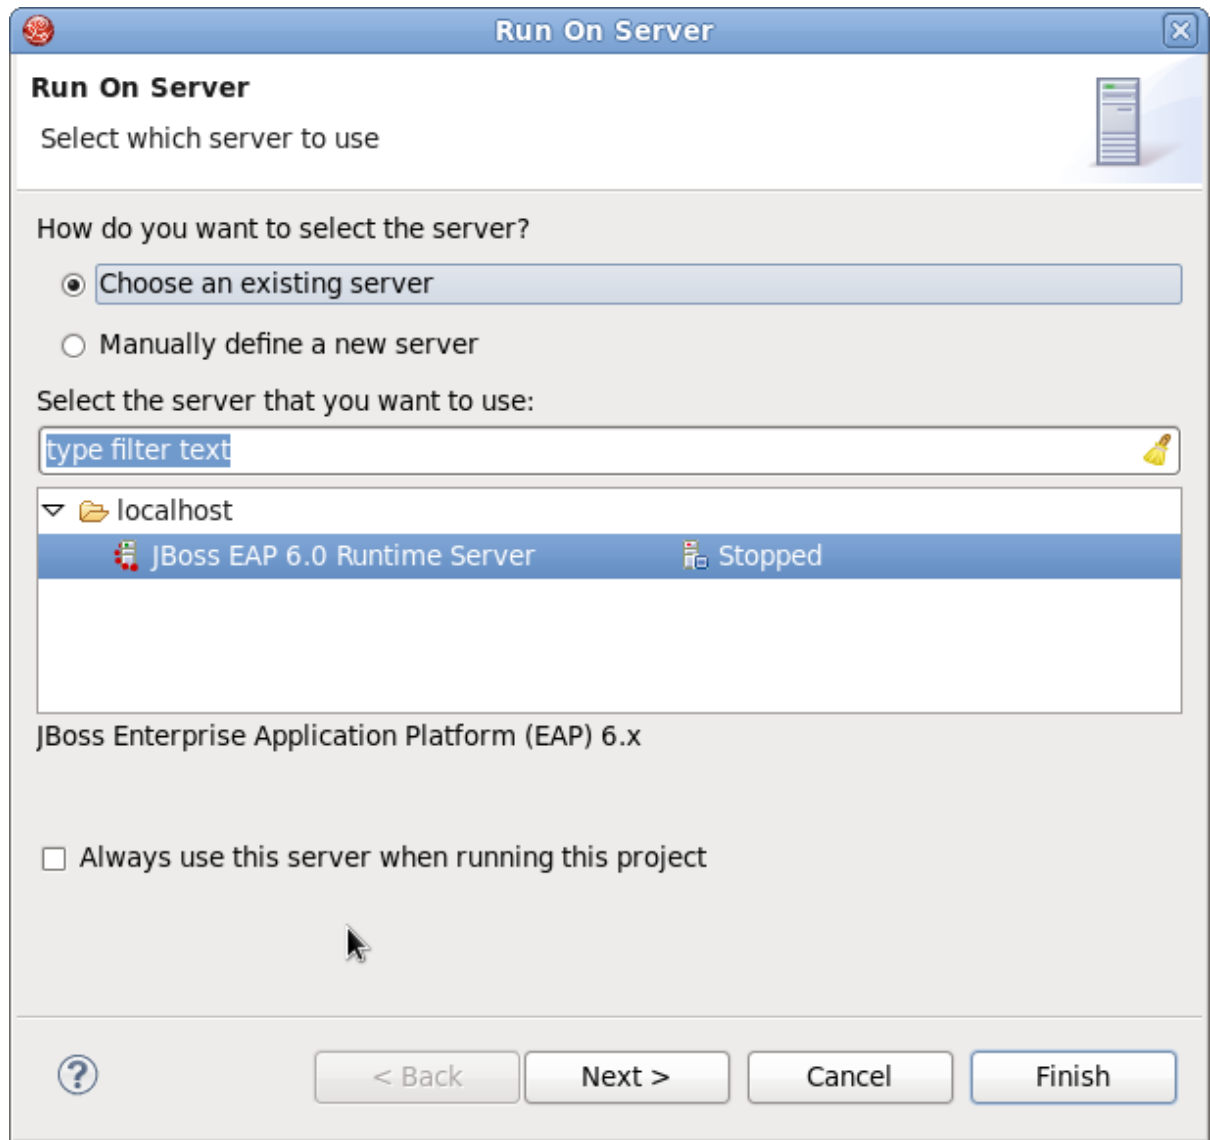 Run On Server
Run On Server
Select which server to use
How do you want to select the server?
Choose an existing server
Manually define a new server
Select the server that you want to use:
type filter text
localhost
JBoss EAP 6.0 Runtime Server Stopped
JBoss Enterprise Application Platform (EAP) 6.x
Always use this server when running this project
? < Back Next > Cancel Finish